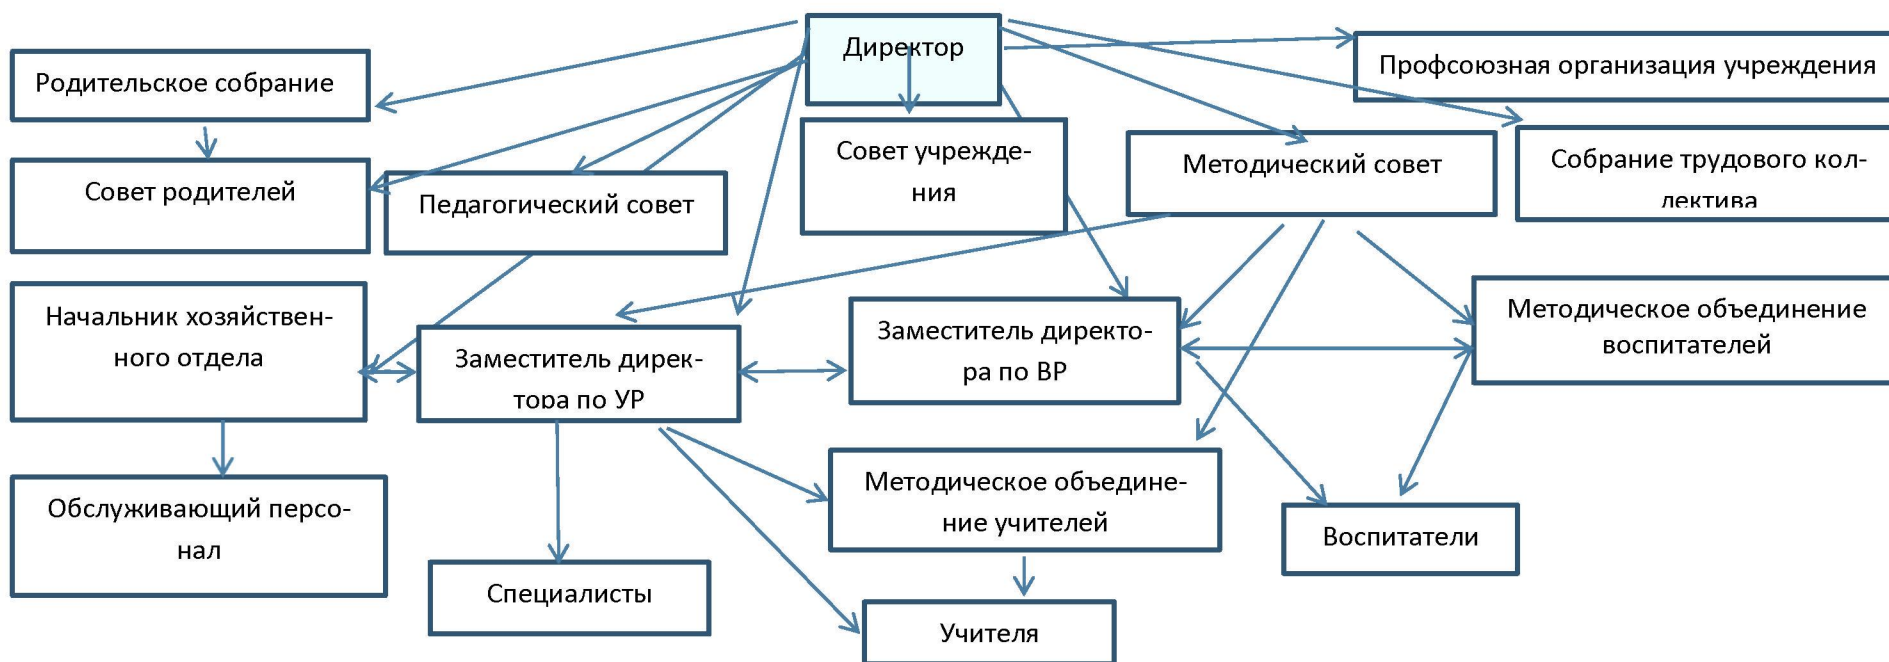 Директор
Родительское собрание
Профсоюзная организация учреждения
Совет родителей
Педагогический совет
Совет учрежде-
ния
Методический совет
Собрание трудового кол-
лектива
Начальник хозяйствен-
ного отдела
Заместитель дирек-
тора по УР
Заместитель директо-
ра по ВР
Методическое объединение
воспитателей
Обслуживающий персо-
нал
Специалисты
Методическое объедине-
ние учителей
Учителя
Воспитатели